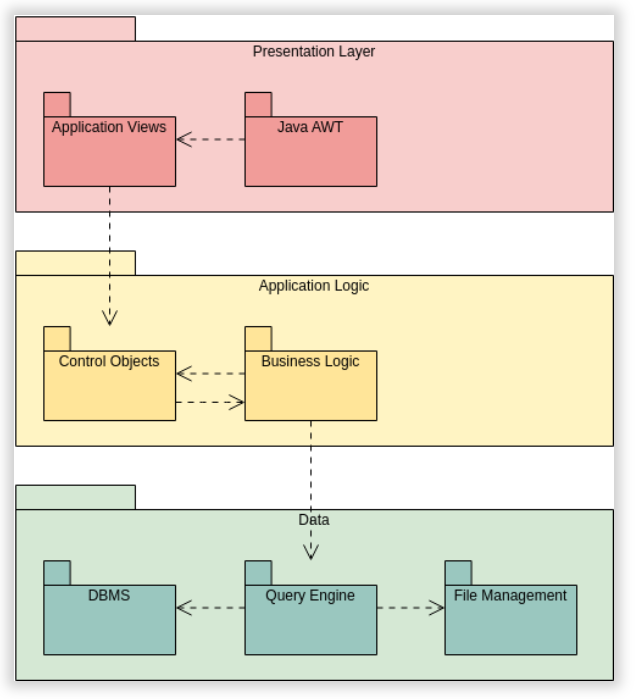 Presentation Layer
Application Views
Java AWT
Application Logic
Control Objects
Business Logic
Data
DBMS
Query Engine
File Management